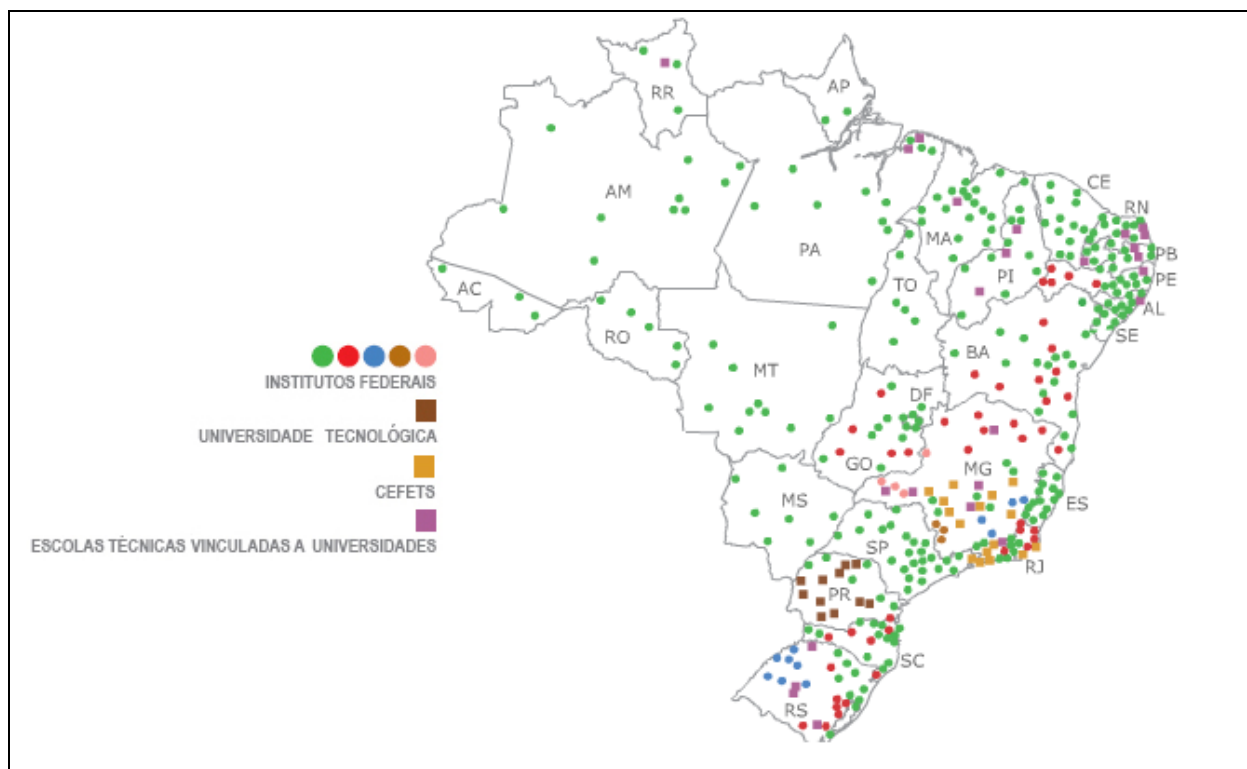 AP
RR
CE
RN
AM
PA
MA
PB
PI
PE
TO
AC
AL
SE
RO
BA
MT
INSTITUTOS FEDERAIS
DF
UNIVERSIDADE TECNOLÓGICA
GO
MG
CEFETS
MS
ES
ESCOLAS TÉCNICAS VINCULADAS A UNIVERSIDADES
SP
RJ
PR
SC
RS